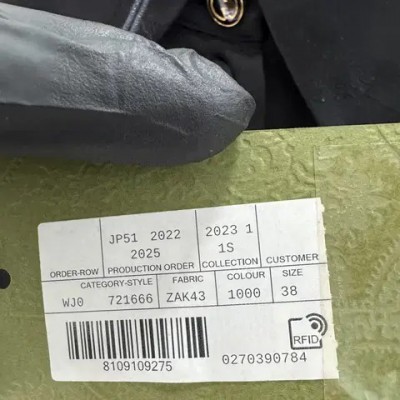 JP51 2022 2023 1
2025 1S
ORDER-ROW PRODUCTION ORDER COLLECTION CUSTOMER
CATEGORY-STYLE FABRIC COLOUR SIZE
WJ0 721666 ZAK43 1000 38
RFID
8109109275 0270390784